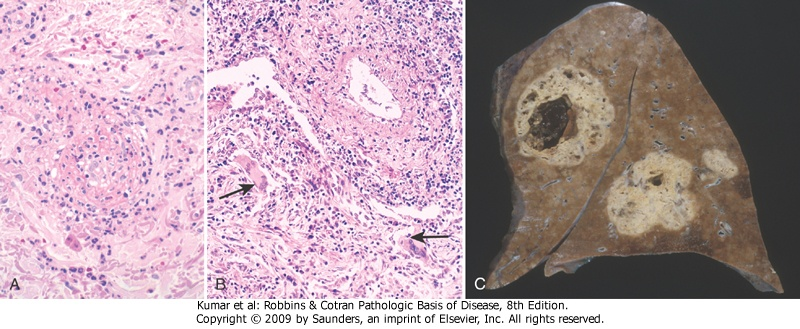 A
B
C
Kumar et al: Robbins & Cotran Pathologic Basis of Disease, 8th Edition.
Copyright © 2009 by Saunders, an imprint of Elsevier, Inc. All rights reserved.